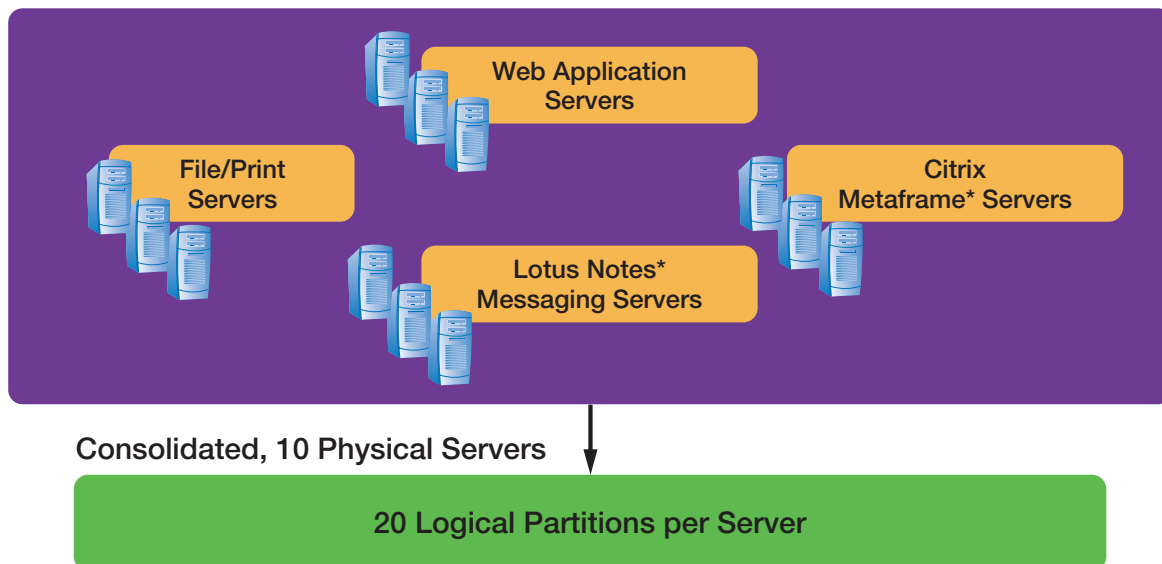 Web Application
Servers
File/Print
Servers
Citrix
Metaframe* Servers
Lotus Notes*
Messaging Servers
Consolidated, 10 Physical Servers
20 Logical Partitions per Server